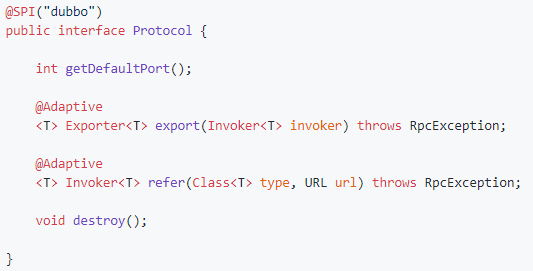 @SPI("dubbo")
public interface Protocol {
int getDefaultPort();
@Adaptive
<T> Exporter<T> export(Invoker<T> invoker) throws RpcException;
@Adaptive
<T> Invoker<T> refer(Class<T> type, URL url) throws RpcException;
void destroy();
}